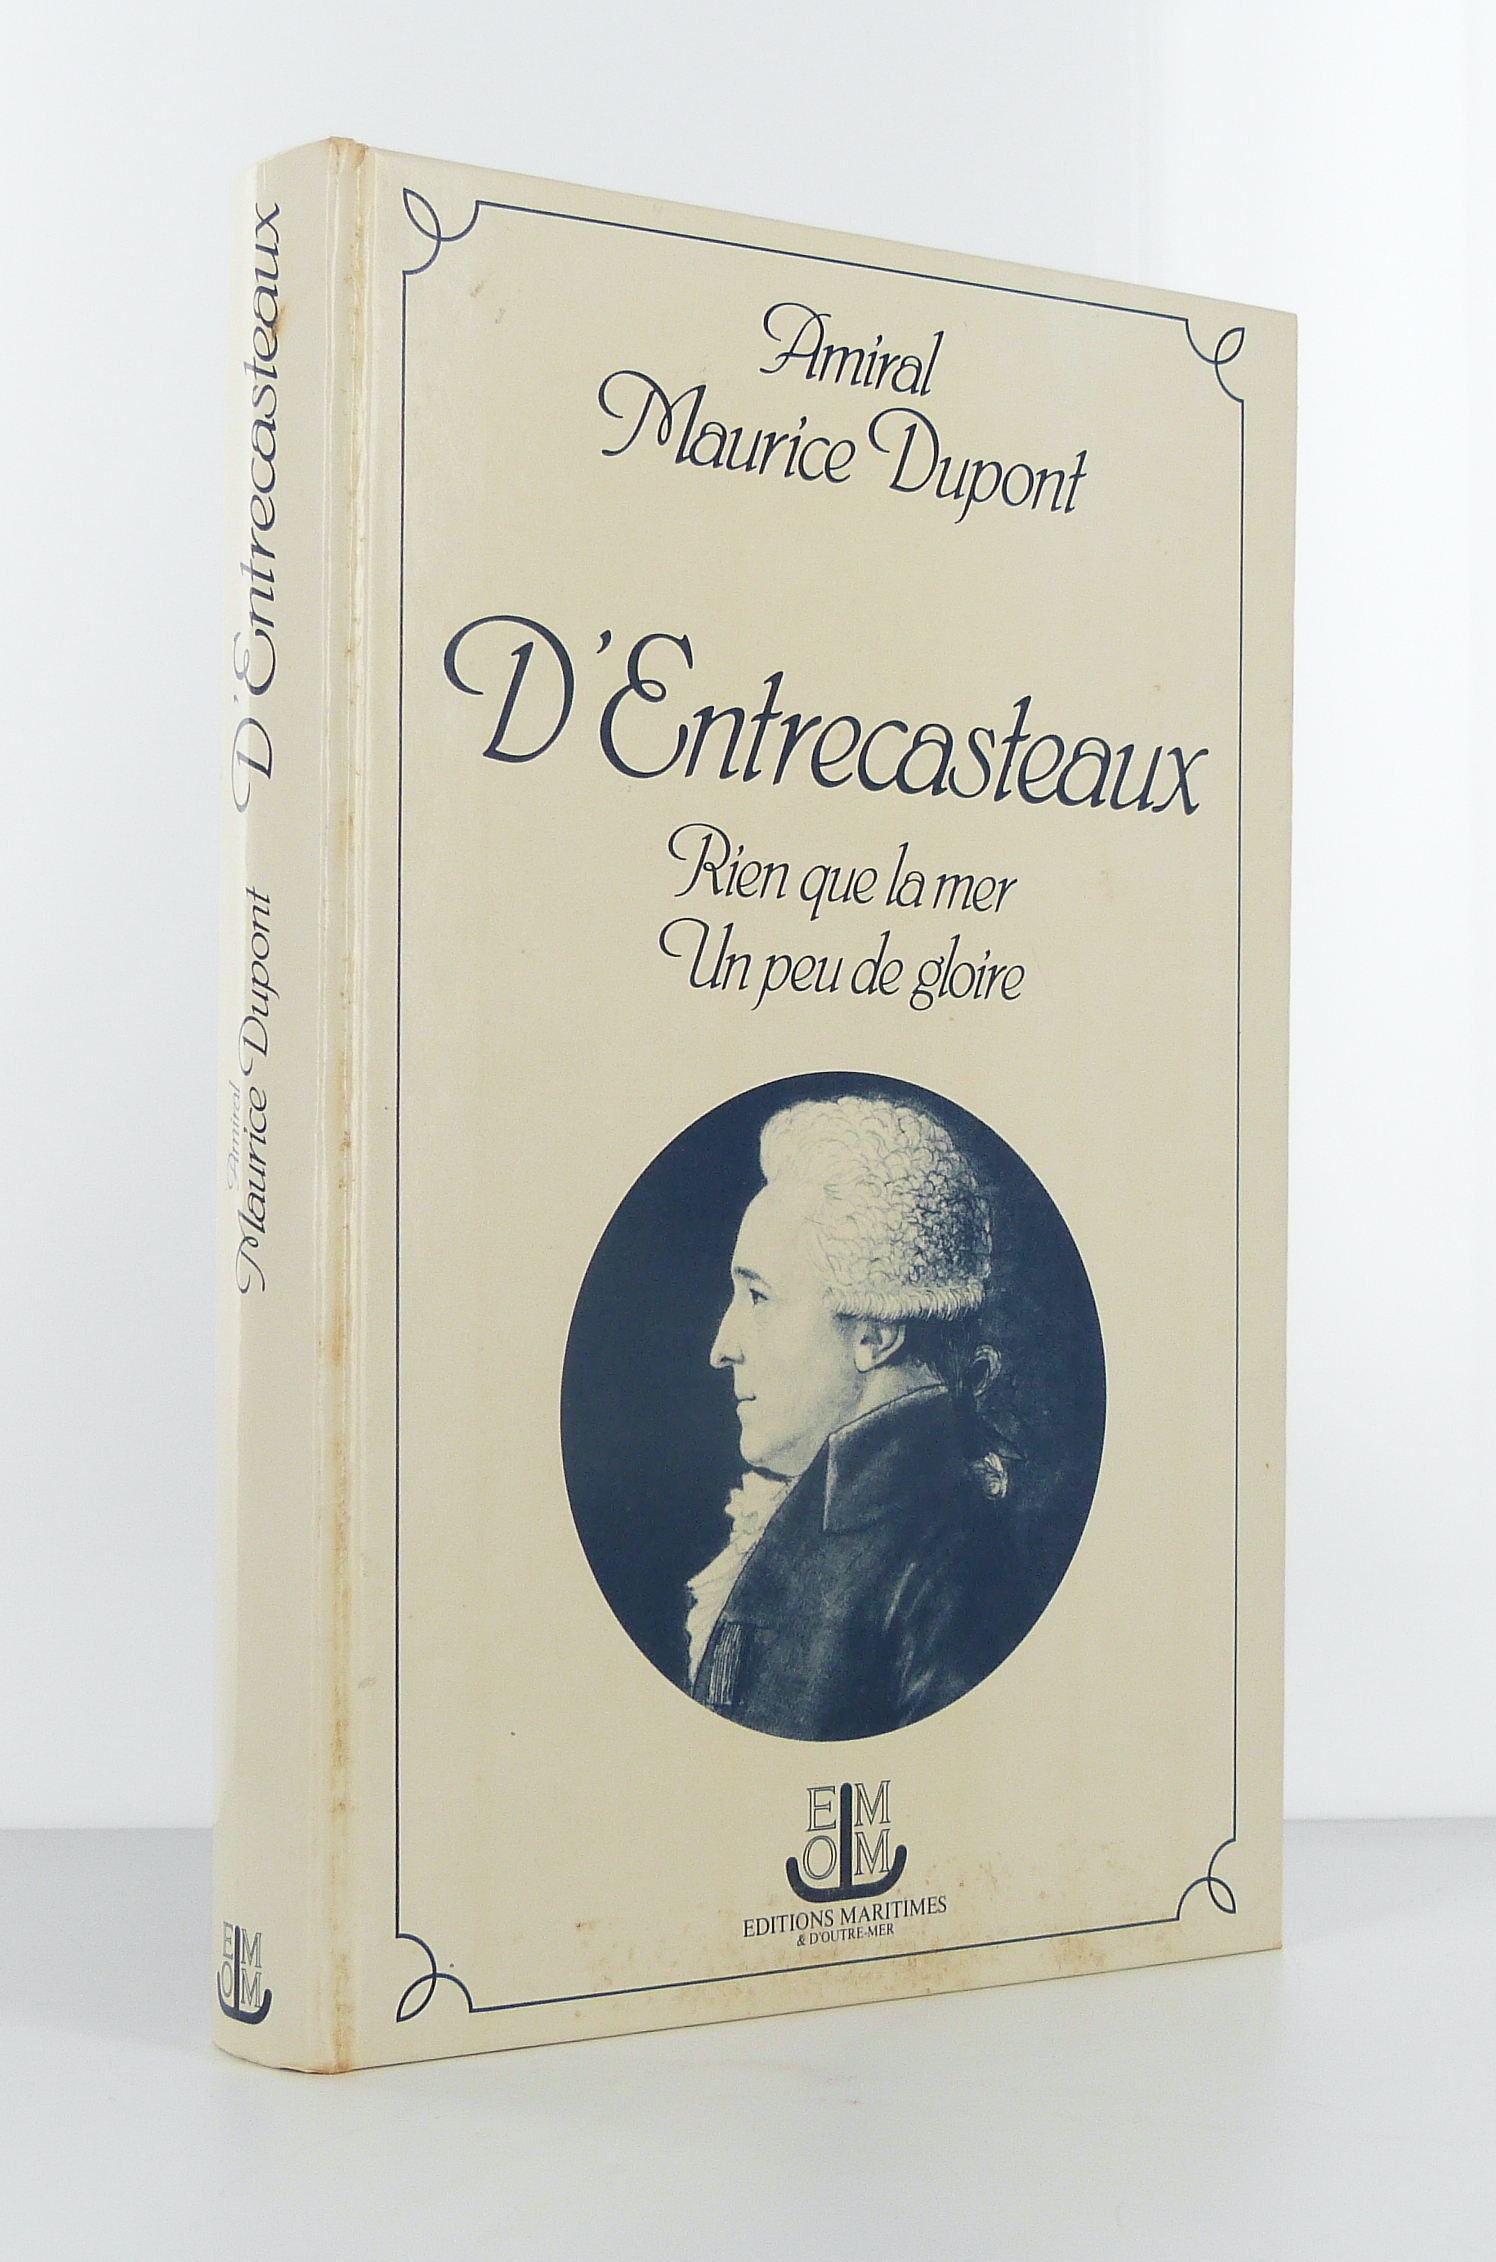 Amiral
Maurice Dupont
D'Entrecasteaux
Rien que la mer
Un peu de gloire
EM
OM
EDITIONS MARITIMES
& D'OUTRE-MER
Amiral
Maurice Dupont
D'Entrecasteaux
EM
OM